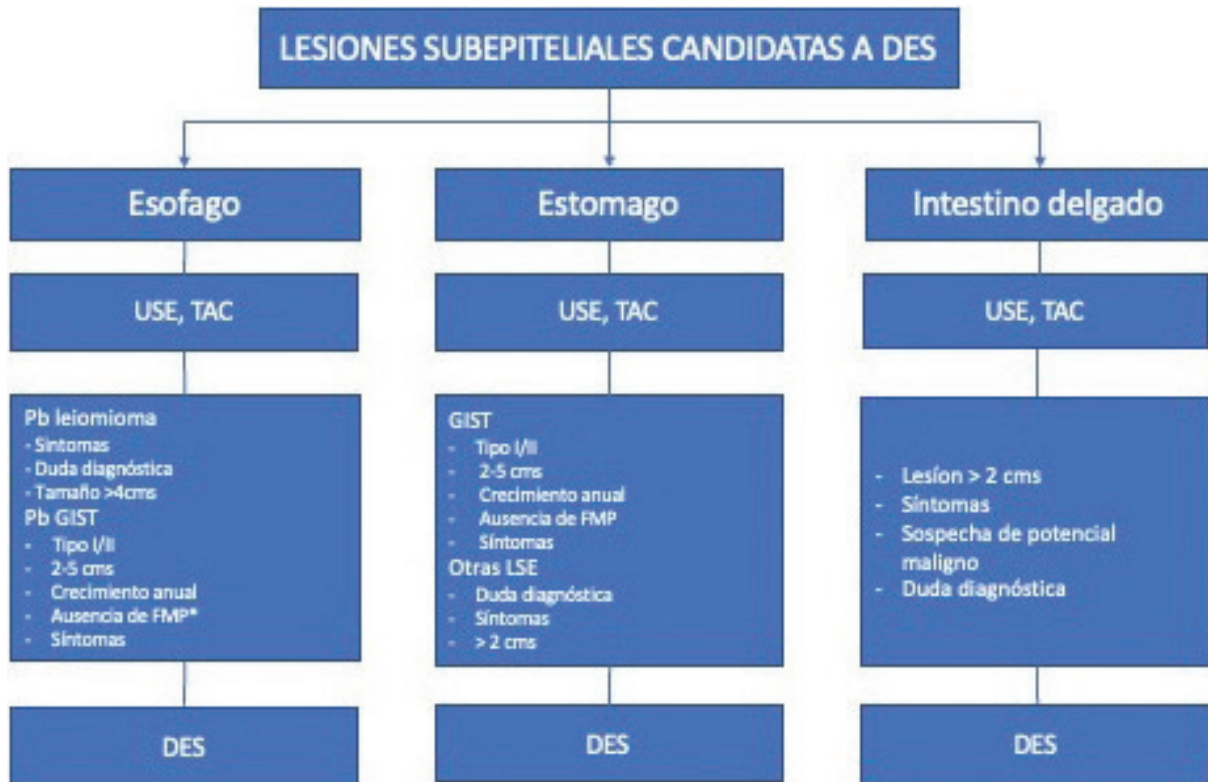 LESIONES SUBEPITELIALES CANDIDATAS A DES
Esofago
USE, TAC
Pb leiomioma
- Síntomas
- Duda diagnóstica
- Tamaño >4cms
Pb GIST
- Tipo I/II
- 2-5 cms
- Crecimiento anual
- Ausencia de FMP*
- Síntomas
DES
Estomago
USE, TAC
GIST
- Tipo I/II
- 2-5 cms
- Crecimiento anual
- Ausencia de FMP
- Síntomas
Otras LSE
- Duda diagnóstica
- Síntomas
- > 2 cms
DES
Intestino delgado
USE, TAC
- Lesíon > 2 cms
- Síntomas
- Sospecha de potencial
maligno
- Duda diagnóstica
DES